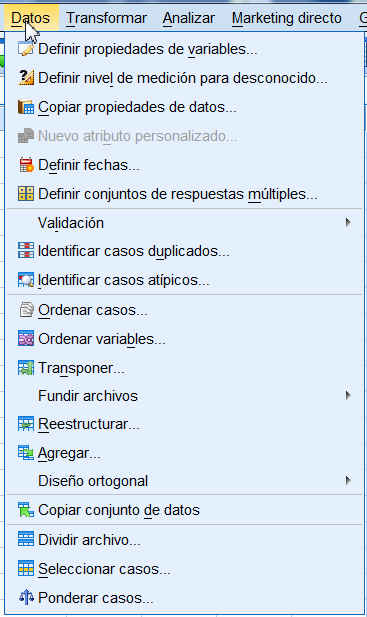 Datos Transformar Analizar Marketing directo G
Definir propiedades de variables...
Definir nivel de medición para desconocido...
Copiar propiedades de datos...
Nuevo atributo personalizado...
Definir fechas...
Definir conjuntos de respuestas múltiples...
Validación
Identificar casos duplicados...
Identificar casos atípicos...
Ordenar casos...
Ordenar variables...
Transponer...
Fundir archivos
Reestructurar...
Agregar...
Diseño ortogonal
Copiar conjunto de datos
Dividir archivo...
Seleccionar casos...
Ponderar casos...